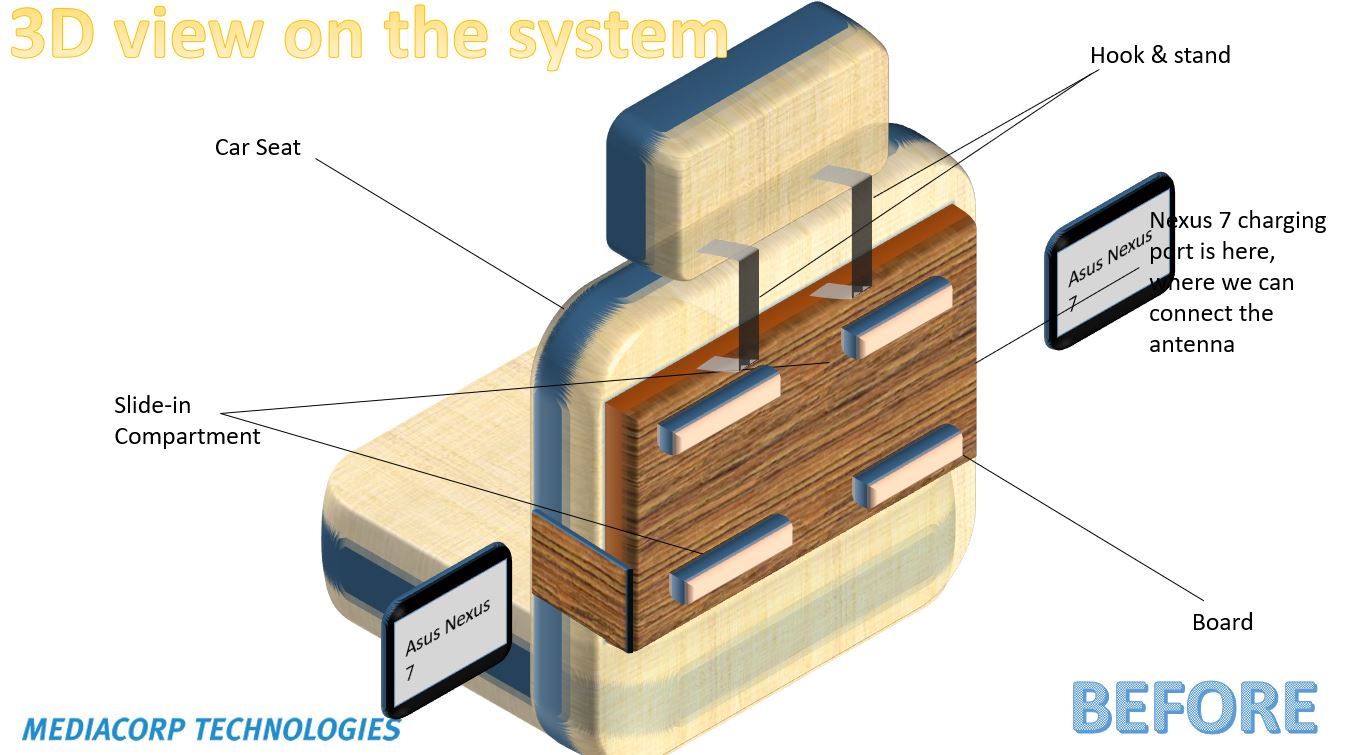 3D view on the system
Hook & stand
Car Seat
Nexus 7 charging
port is here,
where we can
connect the
antenna
Asus Nexus
7
Slide-in
Compartment
Asus Nexus
7
Board
MEDIACORP TECHNOLOGIES
BEFORE